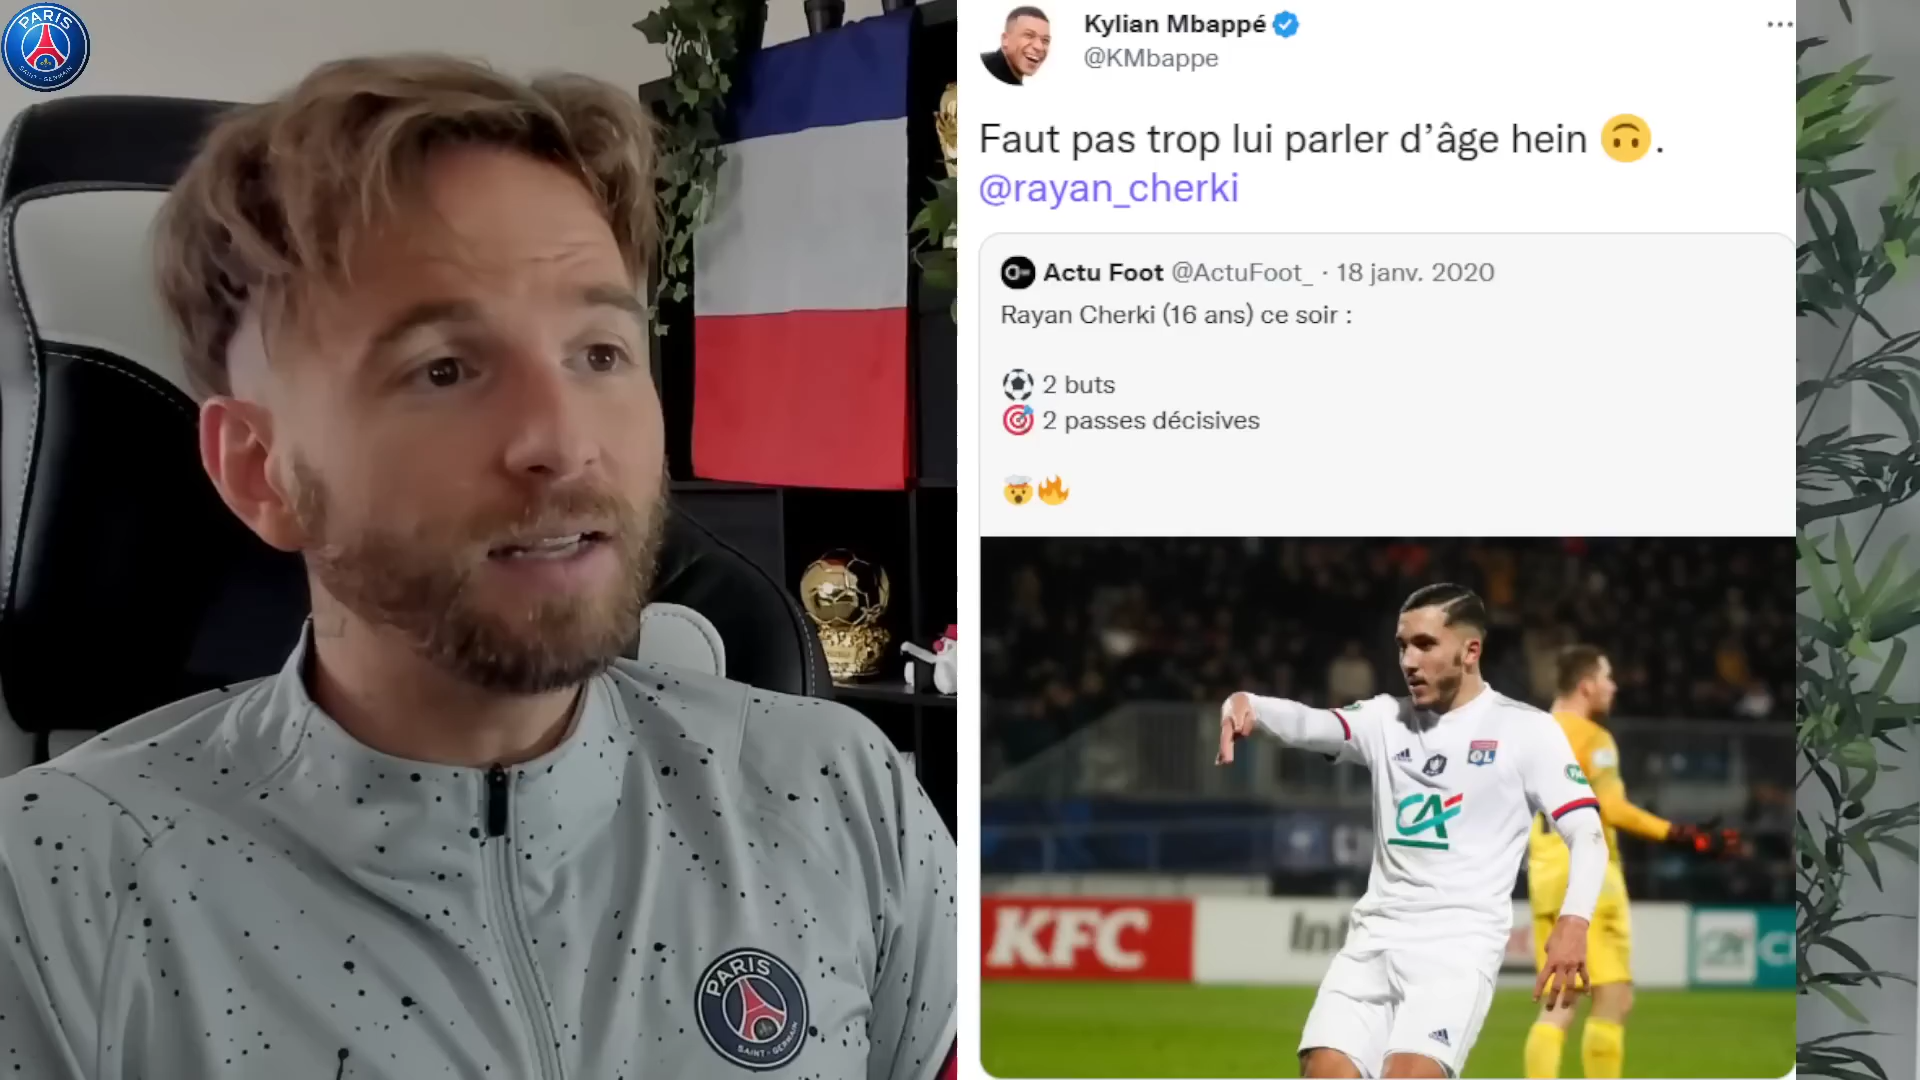 PARIS
SAINT-GERMAIN
Kylian Mbappé
@KMbappe
Faut pas trop lui parler d’âge hein 🙃.
@rayan_cherki
Actu Foot @ActuFoot_ · 18 janv. 2020
Rayan Cherki (16 ans) ce soir :
⚽ 2 buts
🎯 2 passes décisives
🤯🔥
OL
CA
KFC
PARIS
SAINT-GERMAIN